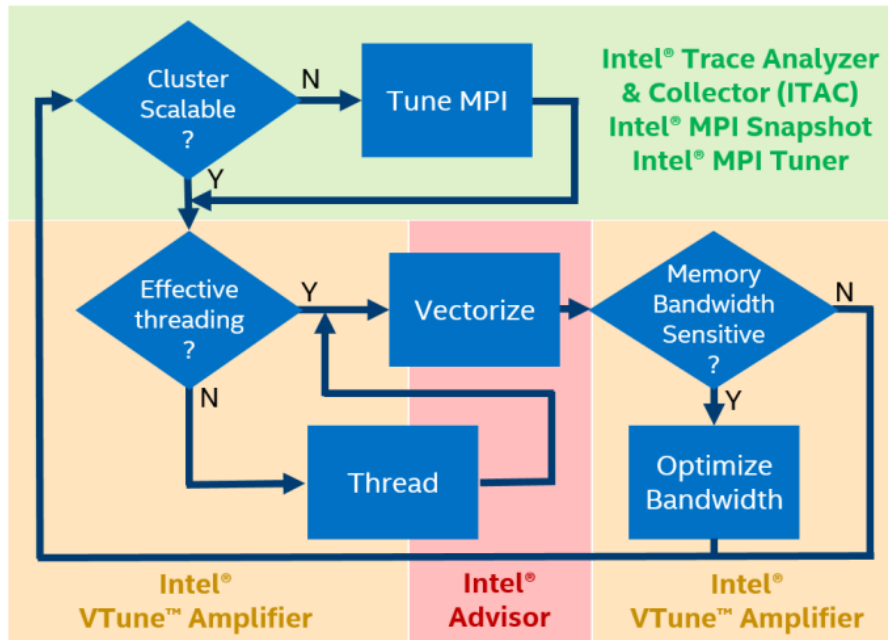 Cluster
Scalable
?
N
Tune MPI
Intel® Trace Analyzer
& Collector (ITAC)
Intel® MPI Snapshot
Intel® MPI Tuner
Y
Effective
threading
?
Y
N
Vectorize
Memory
Bandwidth
Sensitive
?
N
Y
Thread
Optimize
Bandwidth
Intel®
VTune™ Amplifier
Intel®
Advisor
Intel®
VTune™ Amplifier